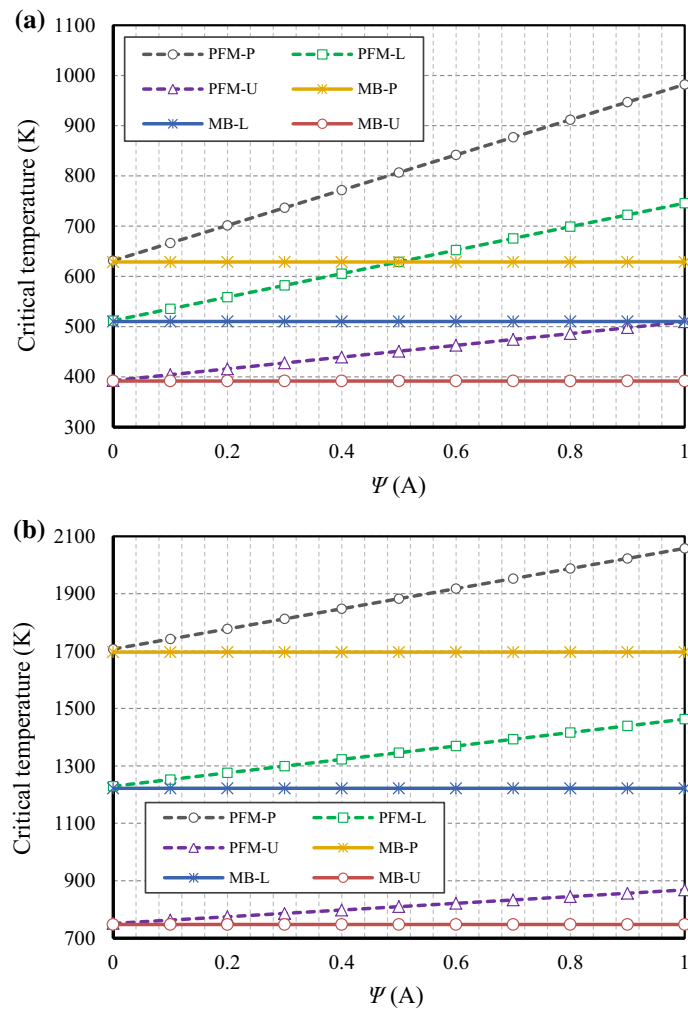 (a)
1100
1000
900
800
700
600
500
400
300
Critical temperature (K)
PFM-P PFM-L
PFM-U MB-P
MB-L MB-U
0 0.2 0.4 0.6 0.8 1
Ψ (A)
(b)
2100
1900
1700
1500
1300
1100
900
700
Critical temperature (K)
PFM-P PFM-L
PFM-U MB-P
MB-L MB-U
0 0.2 0.4 0.6 0.8 1
Ψ (A)